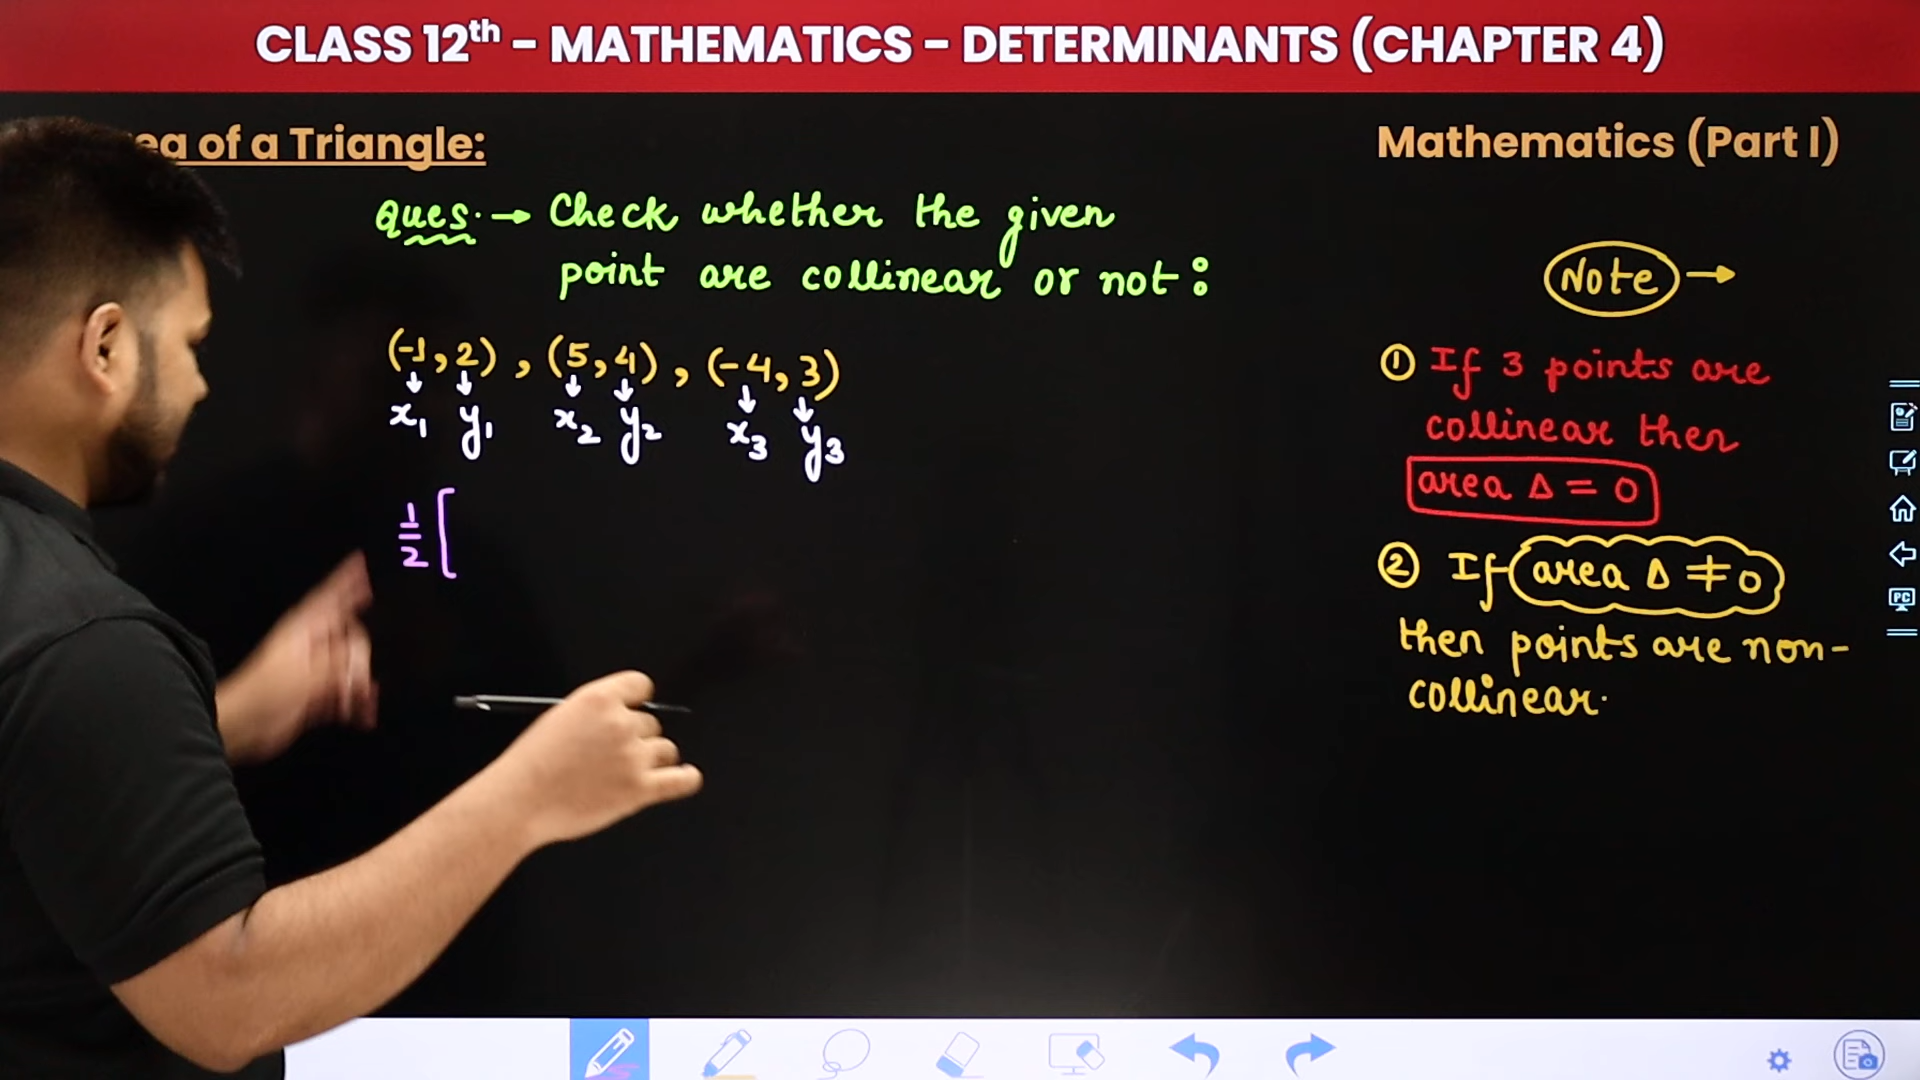 CLASS 12th - MATHEMATICS - DETERMINANTS (CHAPTER 4)
of a Triangle:
Mathematics (Part I)
Ques. → Check whether the given
point are collinear or not :
(-1, 2) , (5, 4) , (-4, 3)
x₁ y₁ x₂ y₂ x₃ y₃
1/2 [
Note →
① If 3 points are
collinear then
area Δ = 0
② If area Δ ≠ 0
then points are non-
collinear.
PC